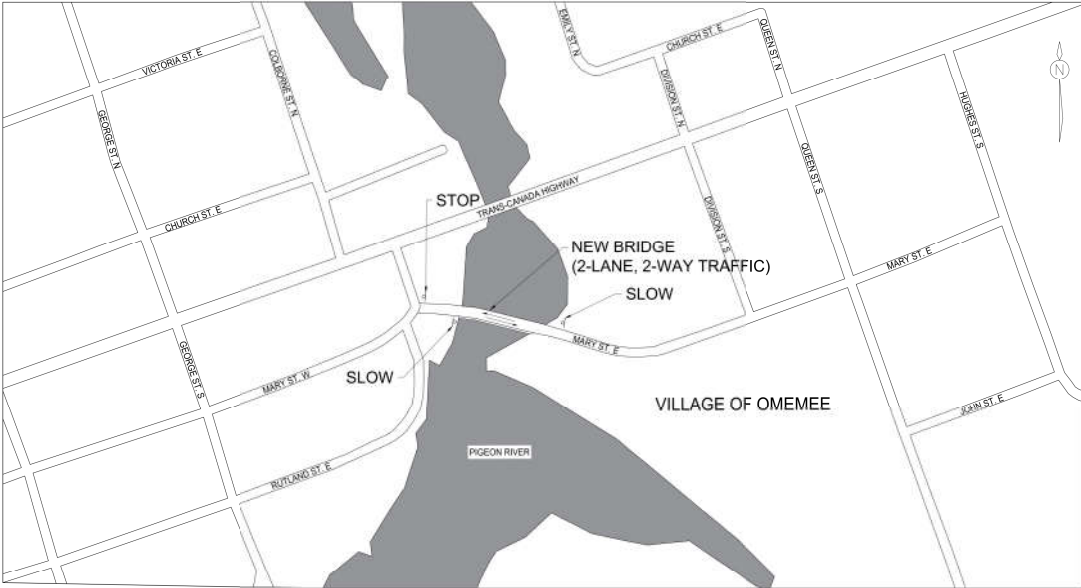 EMILY ST. N
CHURCH ST. E
QUEEN ST. N
VICTORIA ST. E
COLBORNE ST. N
N
DIVISION ST. N
HUGHES ST. S
GEORGE ST. N
QUEEN ST. S
STOP
TRANS-CANADA HIGHWAY
CHURCH ST. E
DIVISION ST. S
NEW BRIDGE
(2-LANE, 2-WAY TRAFFIC)
MARY ST. E
SLOW
MARY ST. E
GEORGE ST. S
SLOW
MARY ST. W
VILLAGE OF OMEMEE
JOHN ST. E
PIGEON RIVER
RUTLAND ST. E